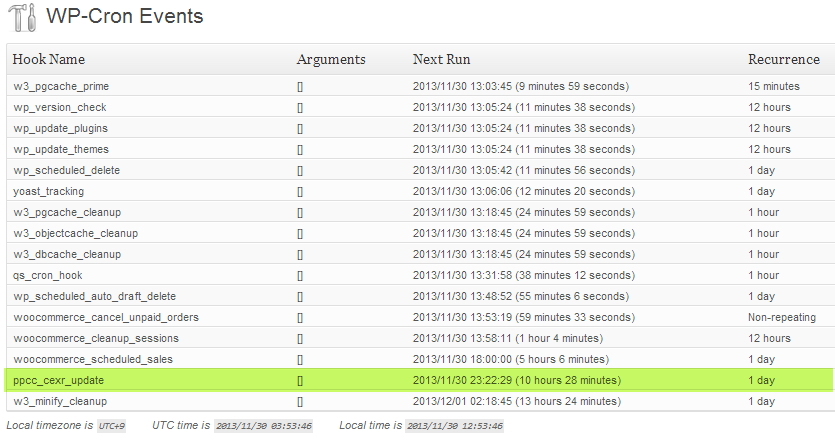 WP-Cron Events
Hook Name Arguments Next Run Recurrence
w3_pgcache_prime [] 2013/11/30 13:03:45 (9 minutes 59 seconds) 15 minutes
wp_version_check [] 2013/11/30 13:05:24 (11 minutes 38 seconds) 12 hours
wp_update_plugins [] 2013/11/30 13:05:24 (11 minutes 38 seconds) 12 hours
wp_update_themes [] 2013/11/30 13:05:24 (11 minutes 38 seconds) 12 hours
wp_scheduled_delete [] 2013/11/30 13:05:42 (11 minutes 56 seconds) 1 day
yoast_tracking [] 2013/11/30 13:06:06 (12 minutes 20 seconds) 1 day
w3_pgcache_cleanup [] 2013/11/30 13:18:45 (24 minutes 59 seconds) 1 hour
w3_objectcache_cleanup [] 2013/11/30 13:18:45 (24 minutes 59 seconds) 1 hour
w3_dbcache_cleanup [] 2013/11/30 13:18:45 (24 minutes 59 seconds) 1 hour
qs_cron_hook [] 2013/11/30 13:31:58 (38 minutes 12 seconds) 1 hour
wp_scheduled_auto_draft_delete [] 2013/11/30 13:48:52 (55 minutes 6 seconds) 1 day
woocommerce_cancel_unpaid_orders [] 2013/11/30 13:53:19 (59 minutes 33 seconds) Non-repeating
woocommerce_cleanup_sessions [] 2013/11/30 13:58:11 (1 hour 4 minutes) 12 hours
woocommerce_scheduled_sales [] 2013/11/30 18:00:00 (5 hours 6 minutes) 1 day
ppcc_cexr_update [] 2013/11/30 23:22:29 (10 hours 28 minutes) 1 day
w3_minify_cleanup [] 2013/12/01 02:18:45 (13 hours 24 minutes) 1 day
Local timezone is UTC+9 UTC time is 2013/11/30 03:53:46 Local time is 2013/11/30 12:53:46